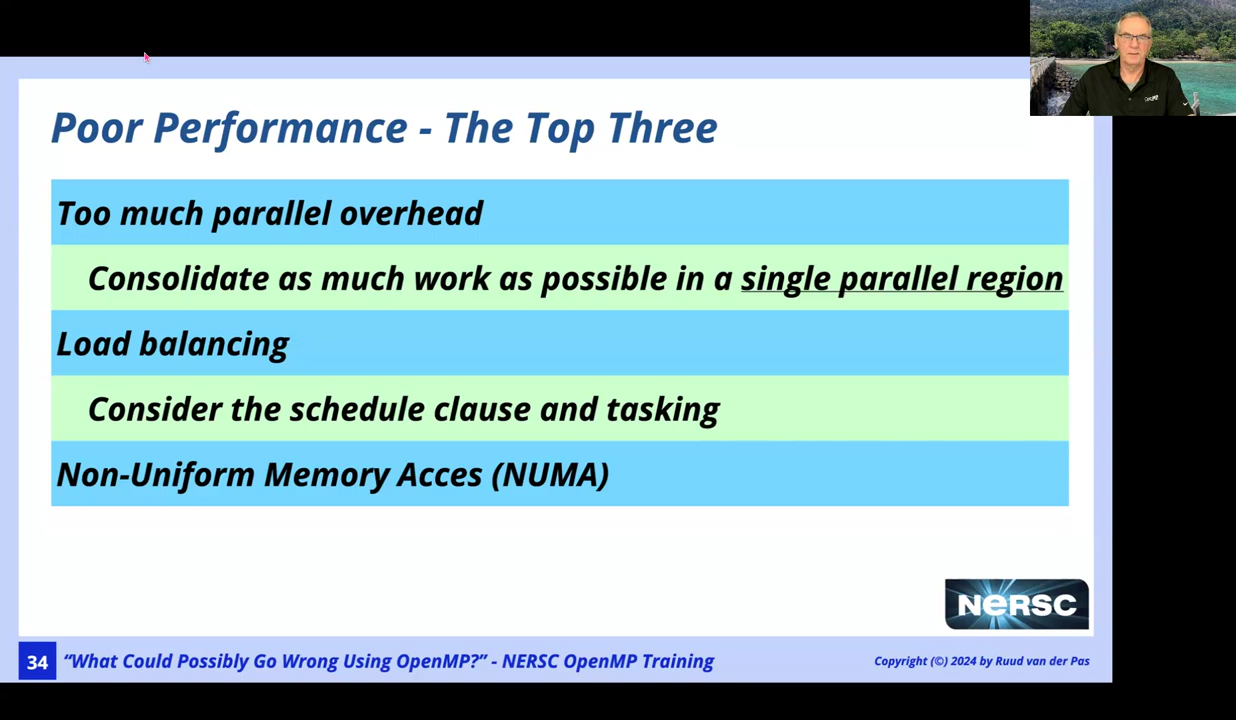 Poor Performance - The Top Three
Too much parallel overhead
Consolidate as much work as possible in a single parallel region
Load balancing
Consider the schedule clause and tasking
Non-Uniform Memory Acces (NUMA)
NeRSC
34 “What Could Possibly Go Wrong Using OpenMP?” - NERSC OpenMP Training
Copyright (©) 2024 by Ruud van der Pas